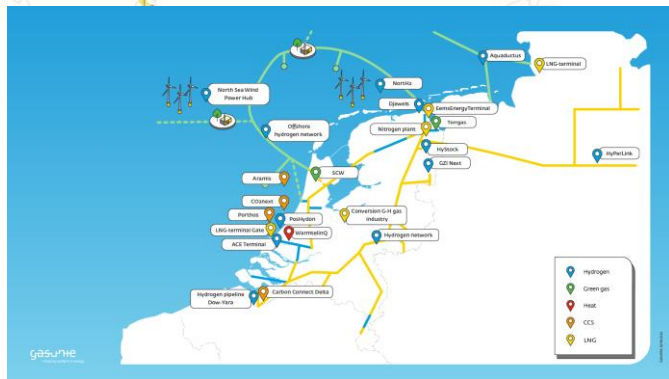 Aquaductus
LNG-terminal
North Sea Wind
Power Hub
NortH2
Djewels
EemsEnergyTerminal
Offshore
hydrogen network
Nitrogen plant
Torrgas
HyStock
HyPerLink
GZI Next
Aramis
SCW
CO2next
Porthos
PosHydon
Conversion G-H gas
industry
LNG-terminal Gate
WarmtelinQ
ACE Terminal
Hydrogen network
Hydrogen pipeline
Dow-Yara
Carbon Connect Delta
Hydrogen
Green gas
Heat
CCS
LNG
gasunie